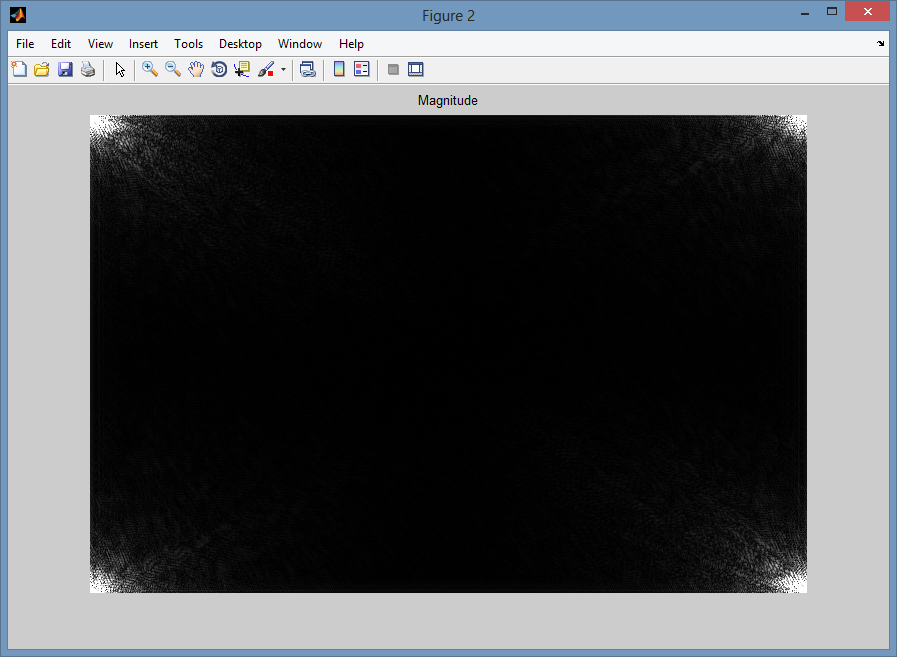 Figure 2
File Edit View Insert Tools Desktop Window Help
Magnitude